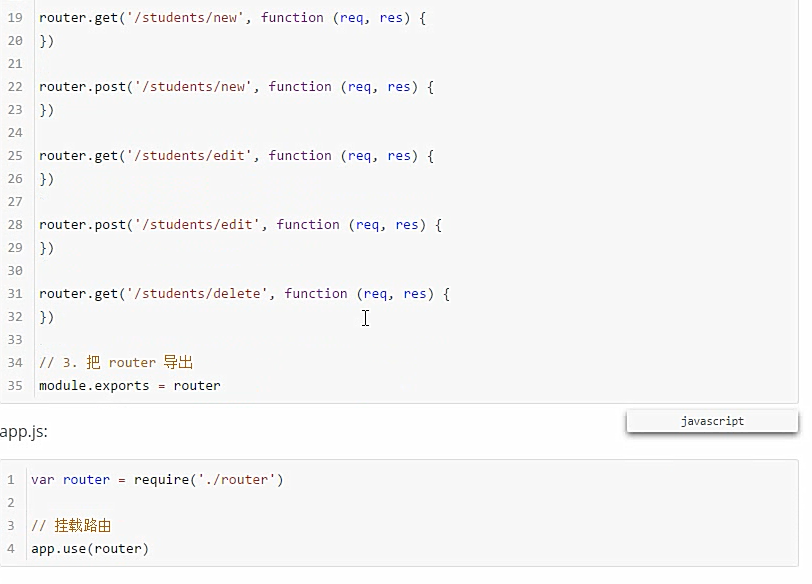 19 router.get('/students/new', function (req, res) {
20 })
21
22 router.post('/students/new', function (req, res) {
23 })
24
25 router.get('/students/edit', function (req, res) {
26 })
27
28 router.post('/students/edit', function (req, res) {
29 })
30
31 router.get('/students/delete', function (req, res) {
32 })
33
34 // 3. 把 router 导出
35 module.exports = router
javascript
app.js:
1 var router = require('./router')
2
3 // 挂载路由
4 app.use(router)